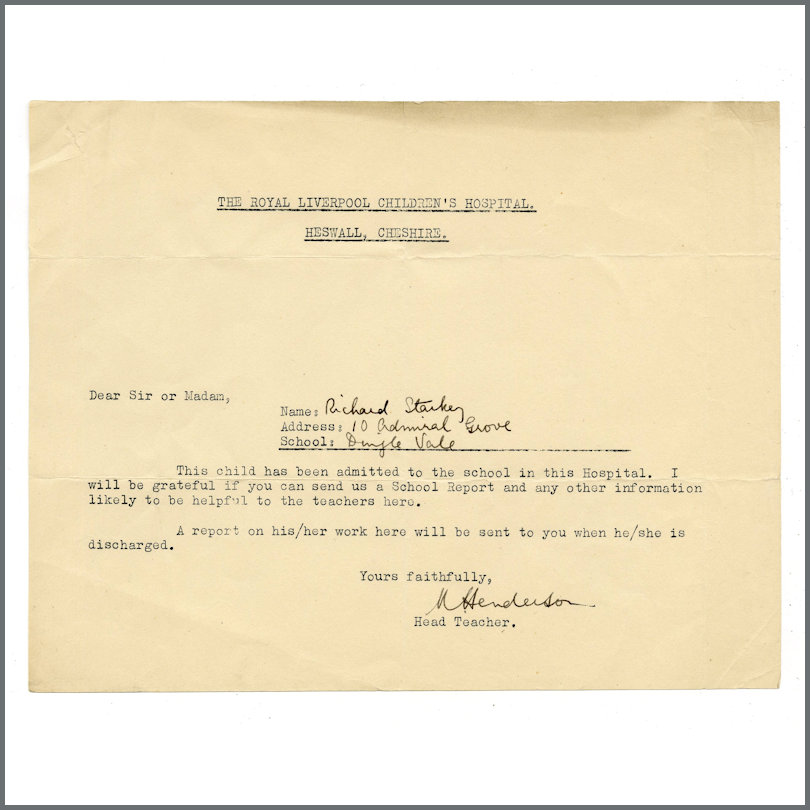 THE ROYAL LIVERPOOL CHILDREN'S HOSPITAL.
HESWALL, CHESHIRE.
Dear Sir or Madam,
Name: Richard Starkey
Address: 10 Admiral Grove
School: Dingle Vale
This child has been admitted to the school in this Hospital. I
will be grateful if you can send us a School Report and any other information
likely to be helpful to the teachers here.
A report on his/her work here will be sent to you when he/she is
discharged.
Yours faithfully,
M Henderson
Head Teacher.